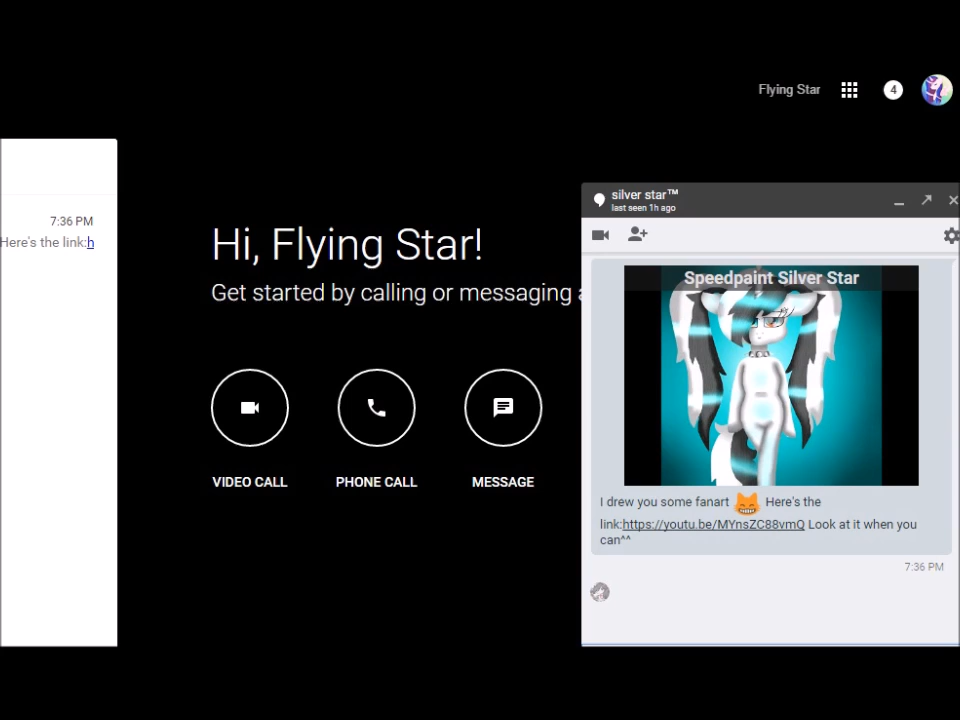 Flying Star
4
7:36 PM
Here's the link:h
Hi, Flying Star!
Get started by calling or messaging
VIDEO CALL
PHONE CALL
MESSAGE
silver star™
last seen 1h ago
Speedpaint Silver Star
I drew you some fanart 😸 Here's the
link:https://youtu.be/MYnsZC88vmQ Look at it when you
can^^
7:36 PM